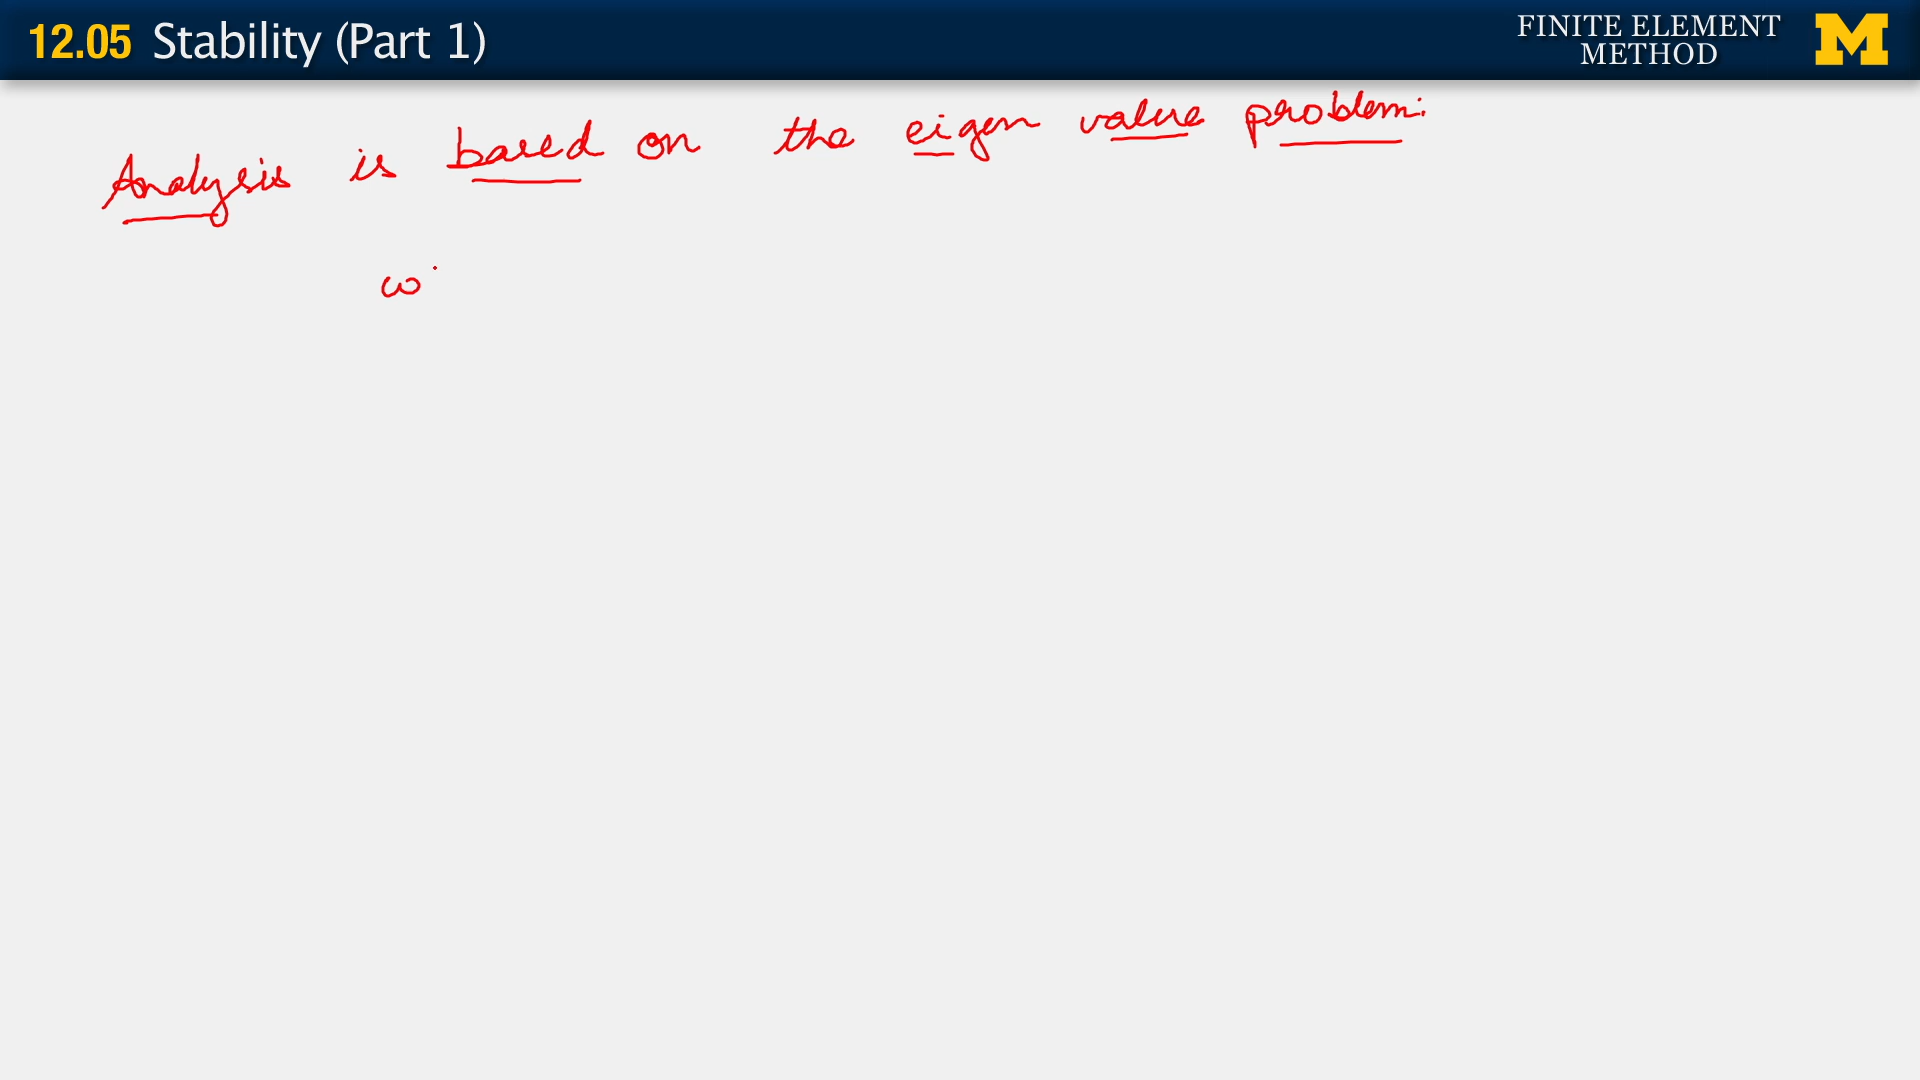 12.05 Stability (Part 1)
FINITE ELEMENT
METHOD
M
Analysis is based on the eigen value problem:
ω